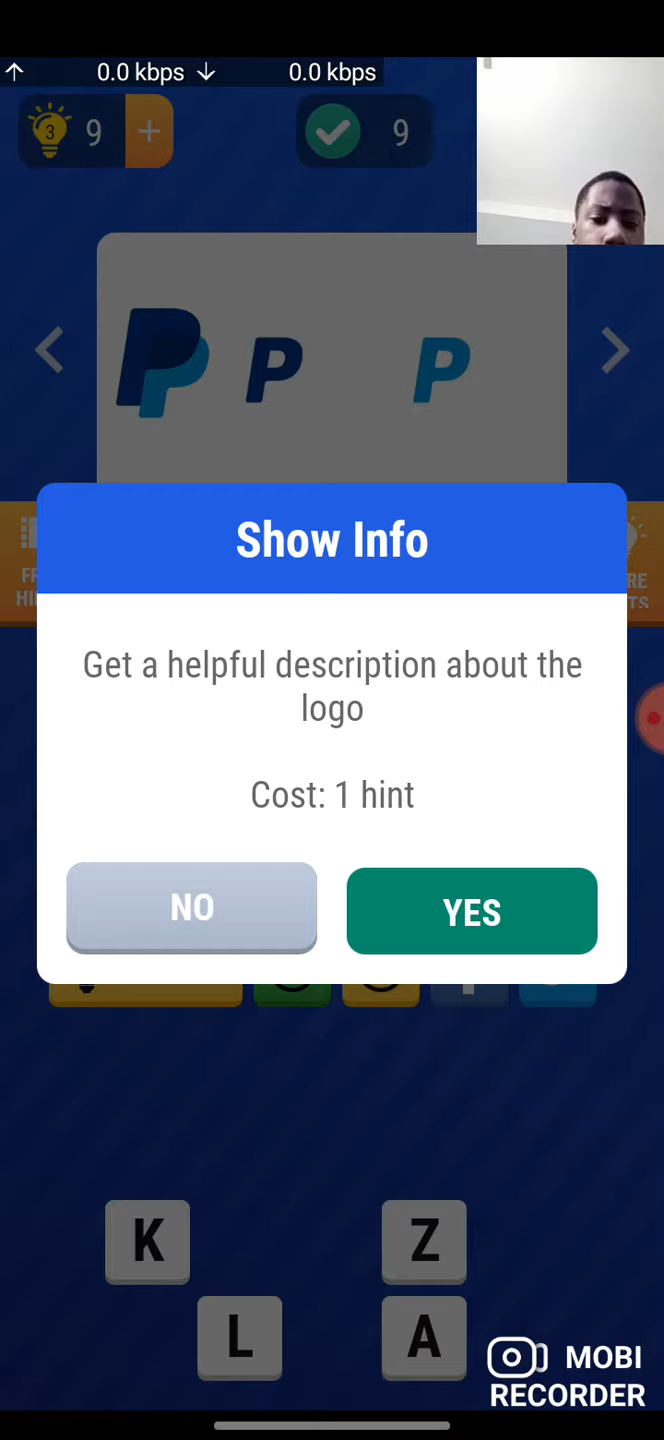 0.0 kbps 0.0 kbps
3 9 + 9
P P
Show Info
Get a helpful description about the
logo
Cost: 1 hint
NO YES
K Z
L A
MOBI
RECORDER